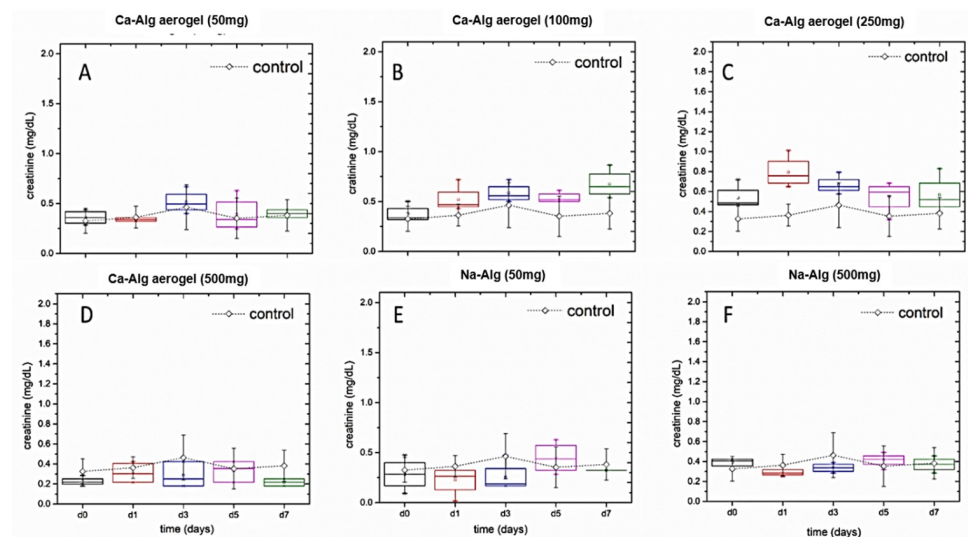 Ca-Alg aerogel (50mg)
Ca-Alg aerogel (100mg)
Ca-Alg aerogel (250mg)
A
control
2.0
1.5
1.0
0.5
0.0
creatinine (mg/dL)
B
control
2.0
1.5
1.0
0.5
0.0
creatinine (mg/dL)
C
control
2.0
1.8
1.6
1.4
1.2
1.0
0.8
0.6
0.4
0.2
0.0
creatinine (mg/dL)
Ca-Alg aerogel (500mg)
Na-Alg (50mg)
Na-Alg (500mg)
D
control
2.0
1.8
1.6
1.4
1.2
1.0
0.8
0.6
0.4
0.2
0.0
creatinine (mg/dL)
d0 d1 d3 d5 d7
time (days)
E
control
2.0
1.5
1.0
0.5
0.0
creatinine (mg/dL)
d0 d1 d3 d5 d7
time (days)
F
control
2.0
1.8
1.6
1.4
1.2
1.0
0.8
0.6
0.4
0.2
0.0
creatinine (mg/dL)
d0 d1 d3 d5 d7
time (days)